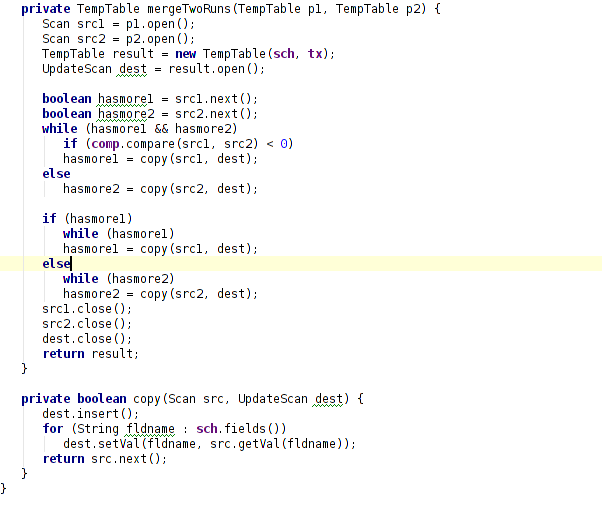 private TempTable mergeTwoRuns(TempTable p1, TempTable p2) {
Scan src1 = p1.open();
Scan src2 = p2.open();
TempTable result = new TempTable(sch, tx);
UpdateScan dest = result.open();
boolean hasmore1 = src1.next();
boolean hasmore2 = src2.next();
while (hasmore1 && hasmore2)
if (comp.compare(src1, src2) < 0)
hasmore1 = copy(src1, dest);
else
hasmore2 = copy(src2, dest);
if (hasmore1)
while (hasmore1)
hasmore1 = copy(src1, dest);
else
while (hasmore2)
hasmore2 = copy(src2, dest);
src1.close();
src2.close();
dest.close();
return result;
}
private boolean copy(Scan src, UpdateScan dest) {
dest.insert();
for (String fldname : sch.fields())
dest.setVal(fldname, src.getVal(fldname));
return src.next();
}
}